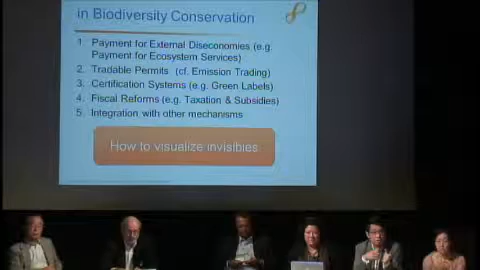 in Biodiversity Conservation
1. Payment for External Diseconomies (e.g.
Payment for Ecosystem Services)
2. Tradable Permits (cf. Emission Trading)
3. Certification Systems (e.g. Green Labels)
4. Fiscal Reforms (e.g. Taxation & Subsidies)
5. Integration with other mechanisms
How to visualize invisibles